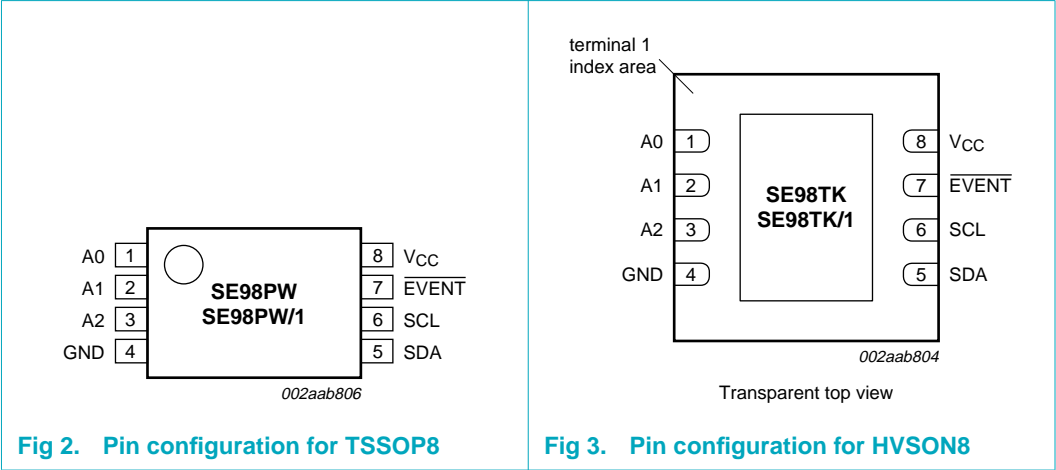 A0 1
A1 2
A2 3
GND 4
SE98PW
SE98PW/1
8 VCC
7 EVENT
6 SCL
5 SDA
002aab806
Fig 2. Pin configuration for TSSOP8
terminal 1
index area
A0 1
A1 2
A2 3
GND 4
SE98TK
SE98TK/1
8 VCC
7 EVENT
6 SCL
5 SDA
002aab804
Transparent top view
Fig 3. Pin configuration for HVSON8